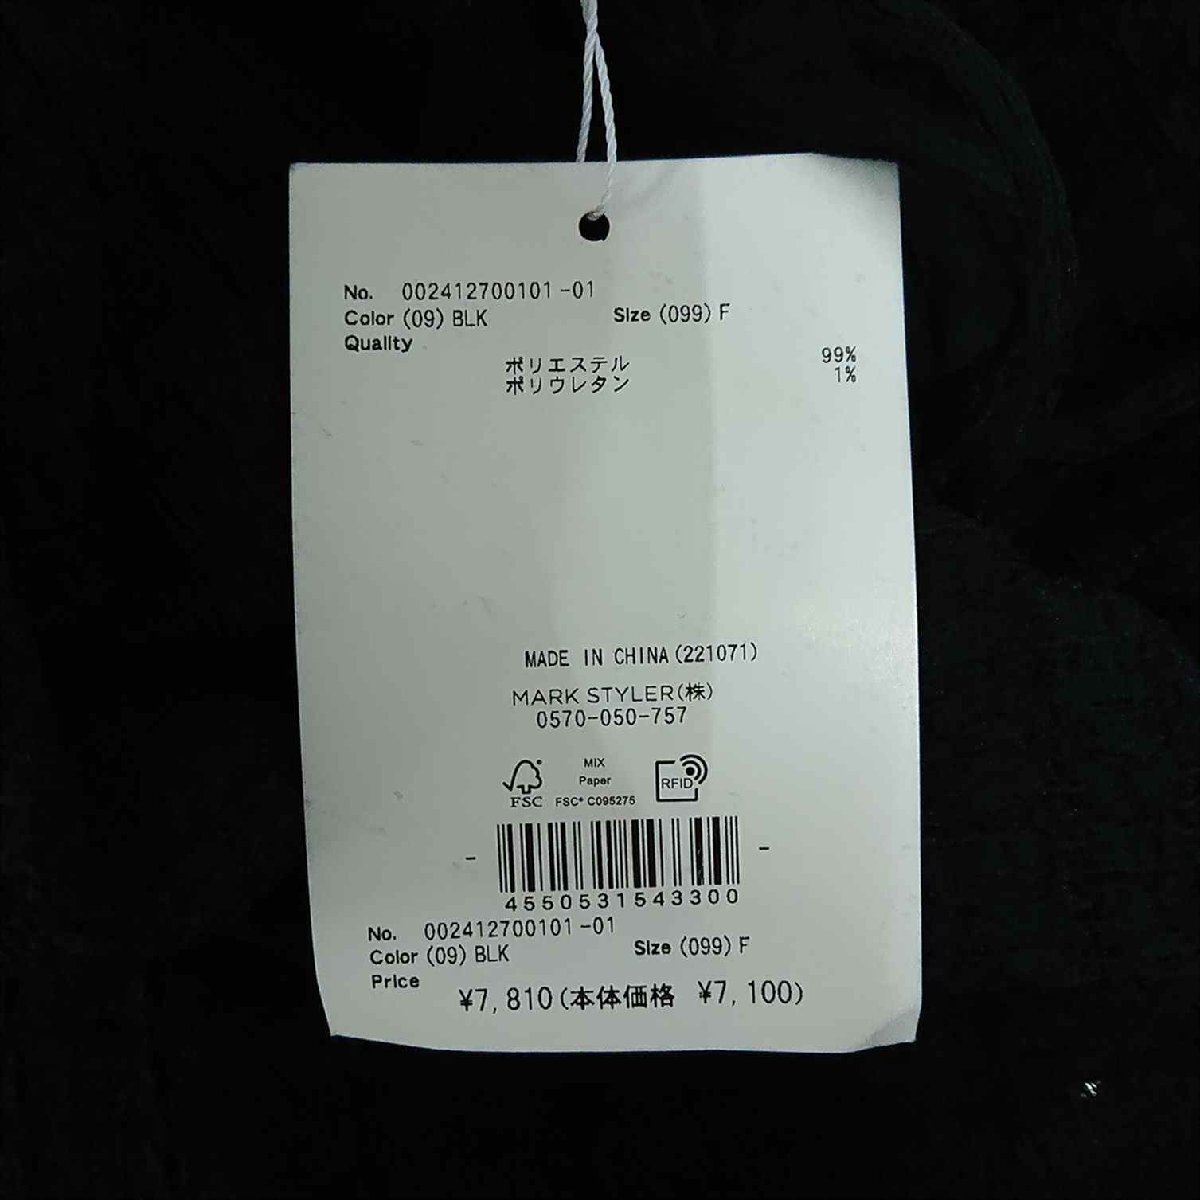 No. 002412700101-01
Color (09) BLK Size (099) F
Quality
ポリエステル 99%
ポリウレタン 1%
MADE IN CHINA (221071)
MARK STYLER(株)
0570-050-757
FSC
MIX
Paper
FSC® C095275
RFID
- -
4550531543300
No. 002412700101-01
Color (09) BLK Size (099) F
Price
¥7,810(本体価格 ¥7,100)